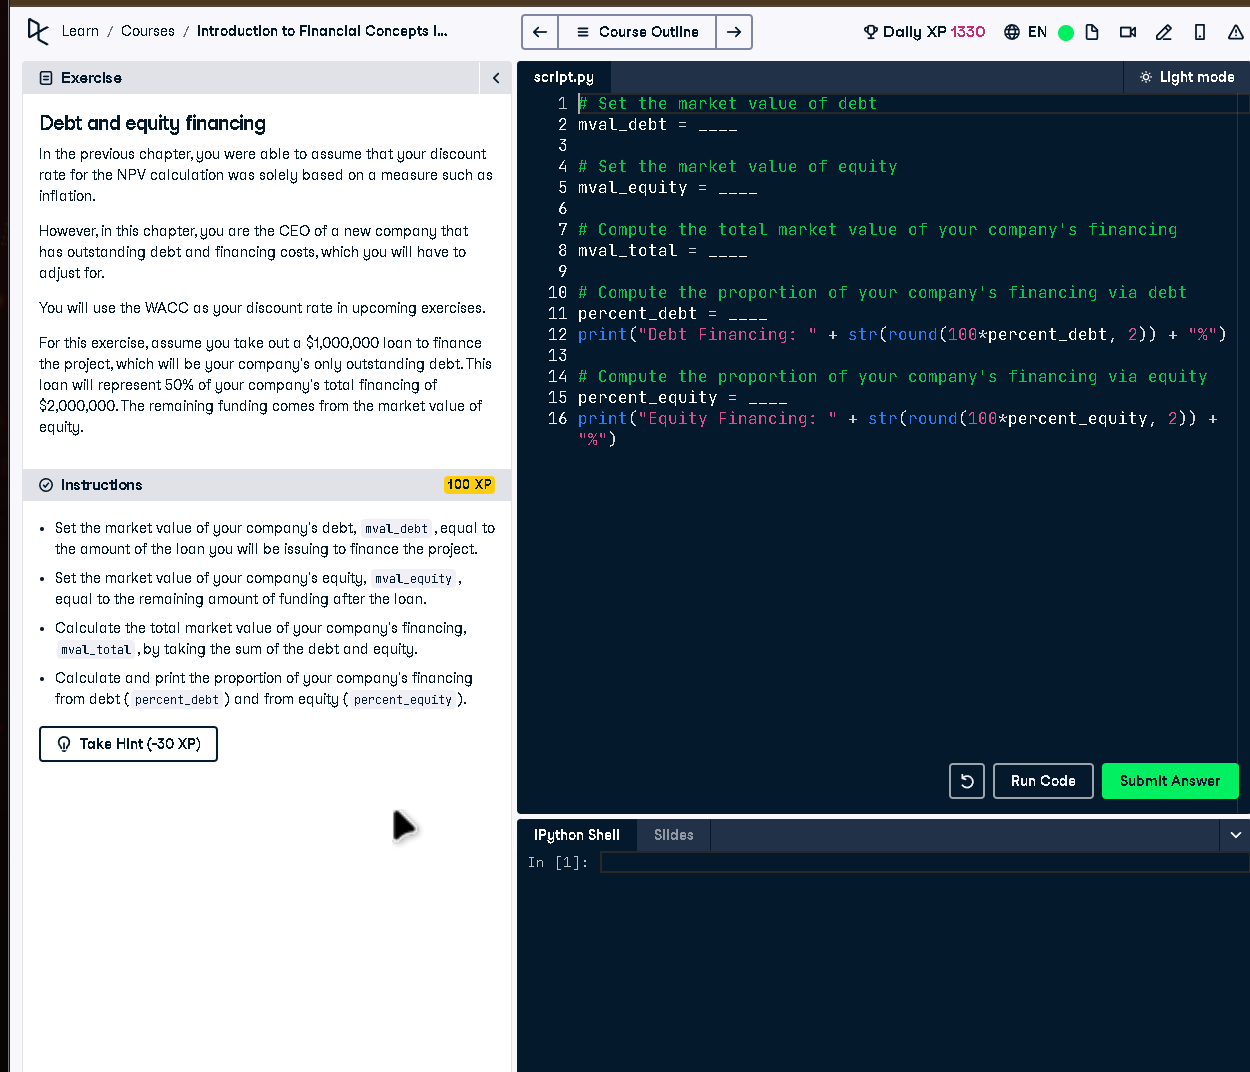 Learn / Courses / Introduction to Financial Concepts i...
Course Outline
Daily XP 1330
EN
Exercise
Debt and equity financing
In the previous chapter, you were able to assume that your discount
rate for the NPV calculation was solely based on a measure such as
inflation.
However, in this chapter, you are the CEO of a new company that
has outstanding debt and financing costs, which you will have to
adjust for.
You will use the WACC as your discount rate in upcoming exercises.
For this exercise, assume you take out a $1,000,000 loan to finance
the project, which will be your company's only outstanding debt. This
loan will represent 50% of your company's total financing of
$2,000,000. The remaining funding comes from the market value of
equity.
Instructions
100 XP
• Set the market value of your company's debt, mval_debt, equal to
the amount of the loan you will be issuing to finance the project.
• Set the market value of your company's equity, mval_equity,
equal to the remaining amount of funding after the loan.
• Calculate the total market value of your company's financing,
mval_total, by taking the sum of the debt and equity.
• Calculate and print the proportion of your company's financing
from debt (percent_debt) and from equity (percent_equity).
Take Hint (-30 XP)
script.py
Light mode
1 # Set the market value of debt
2 mval_debt = ____
3
4 # Set the market value of equity
5 mval_equity = ____
6
7 # Compute the total market value of your company's financing
8 mval_total = ____
9
10 # Compute the proportion of your company's financing via debt
11 percent_debt = ____
12 print("Debt Financing: " + str(round(100*percent_debt, 2)) + "%")
13
14 # Compute the proportion of your company's financing via equity
15 percent_equity = ____
16 print("Equity Financing: " + str(round(100*percent_equity, 2)) +
"%")
Run Code
Submit Answer
IPython Shell
Slides
In [1]: